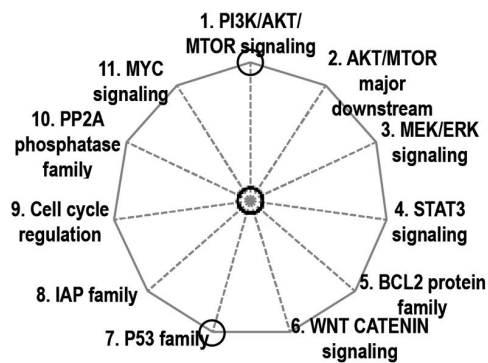 1. PI3K/AKT/
MTOR signaling
2. AKT/MTOR
major
downstream
3. MEK/ERK
signaling
4. STAT3
signaling
5. BCL2 protein
family
6. WNT CATENIN
signaling
7. P53 family
8. IAP family
9. Cell cycle
regulation
10. PP2A
phosphatase
family
11. MYC
signaling